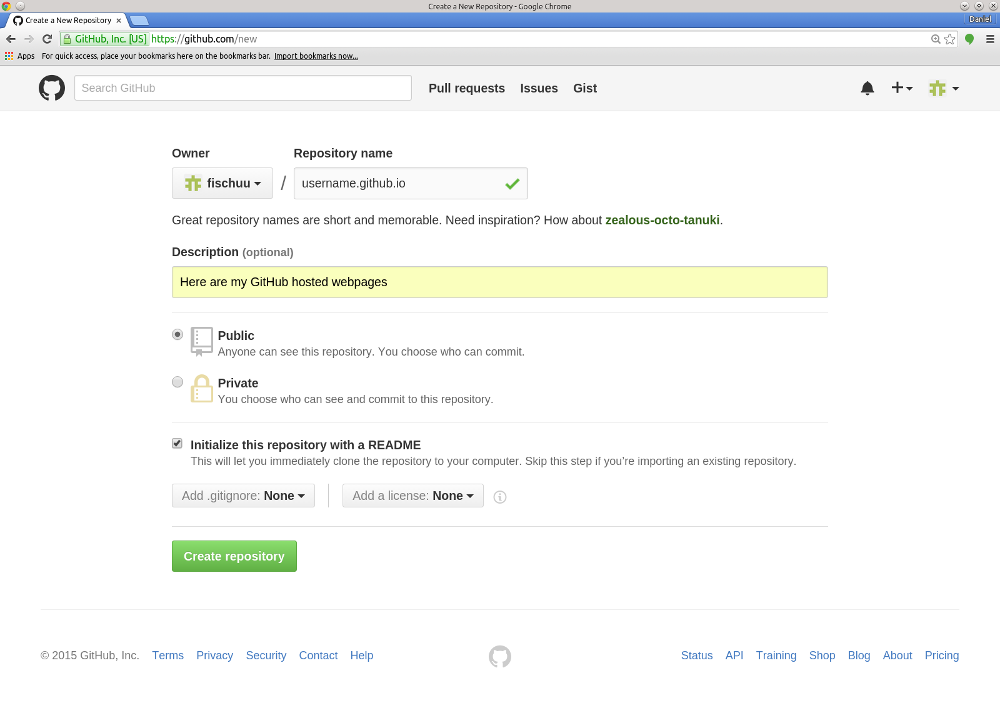 Create a New Repository - Google Chrome
Create a New Repository ×
Daniel
GitHub, Inc. [US] https://github.com/new
Apps For quick access, place your bookmarks here on the bookmarks bar. Import bookmarks now...
Search GitHub Pull requests Issues Gist
Owner Repository name
fischuu / username.github.io
Great repository names are short and memorable. Need inspiration? How about zealous-octo-tanuki.
Description (optional)
Here are my GitHub hosted webpages
Public
Anyone can see this repository. You choose who can commit.
Private
You choose who can see and commit to this repository.
Initialize this repository with a README
This will let you immediately clone the repository to your computer. Skip this step if you’re importing an existing repository.
Add .gitignore: None Add a license: None
Create repository
© 2015 GitHub, Inc. Terms Privacy Security Contact Help Status API Training Shop Blog About Pricing